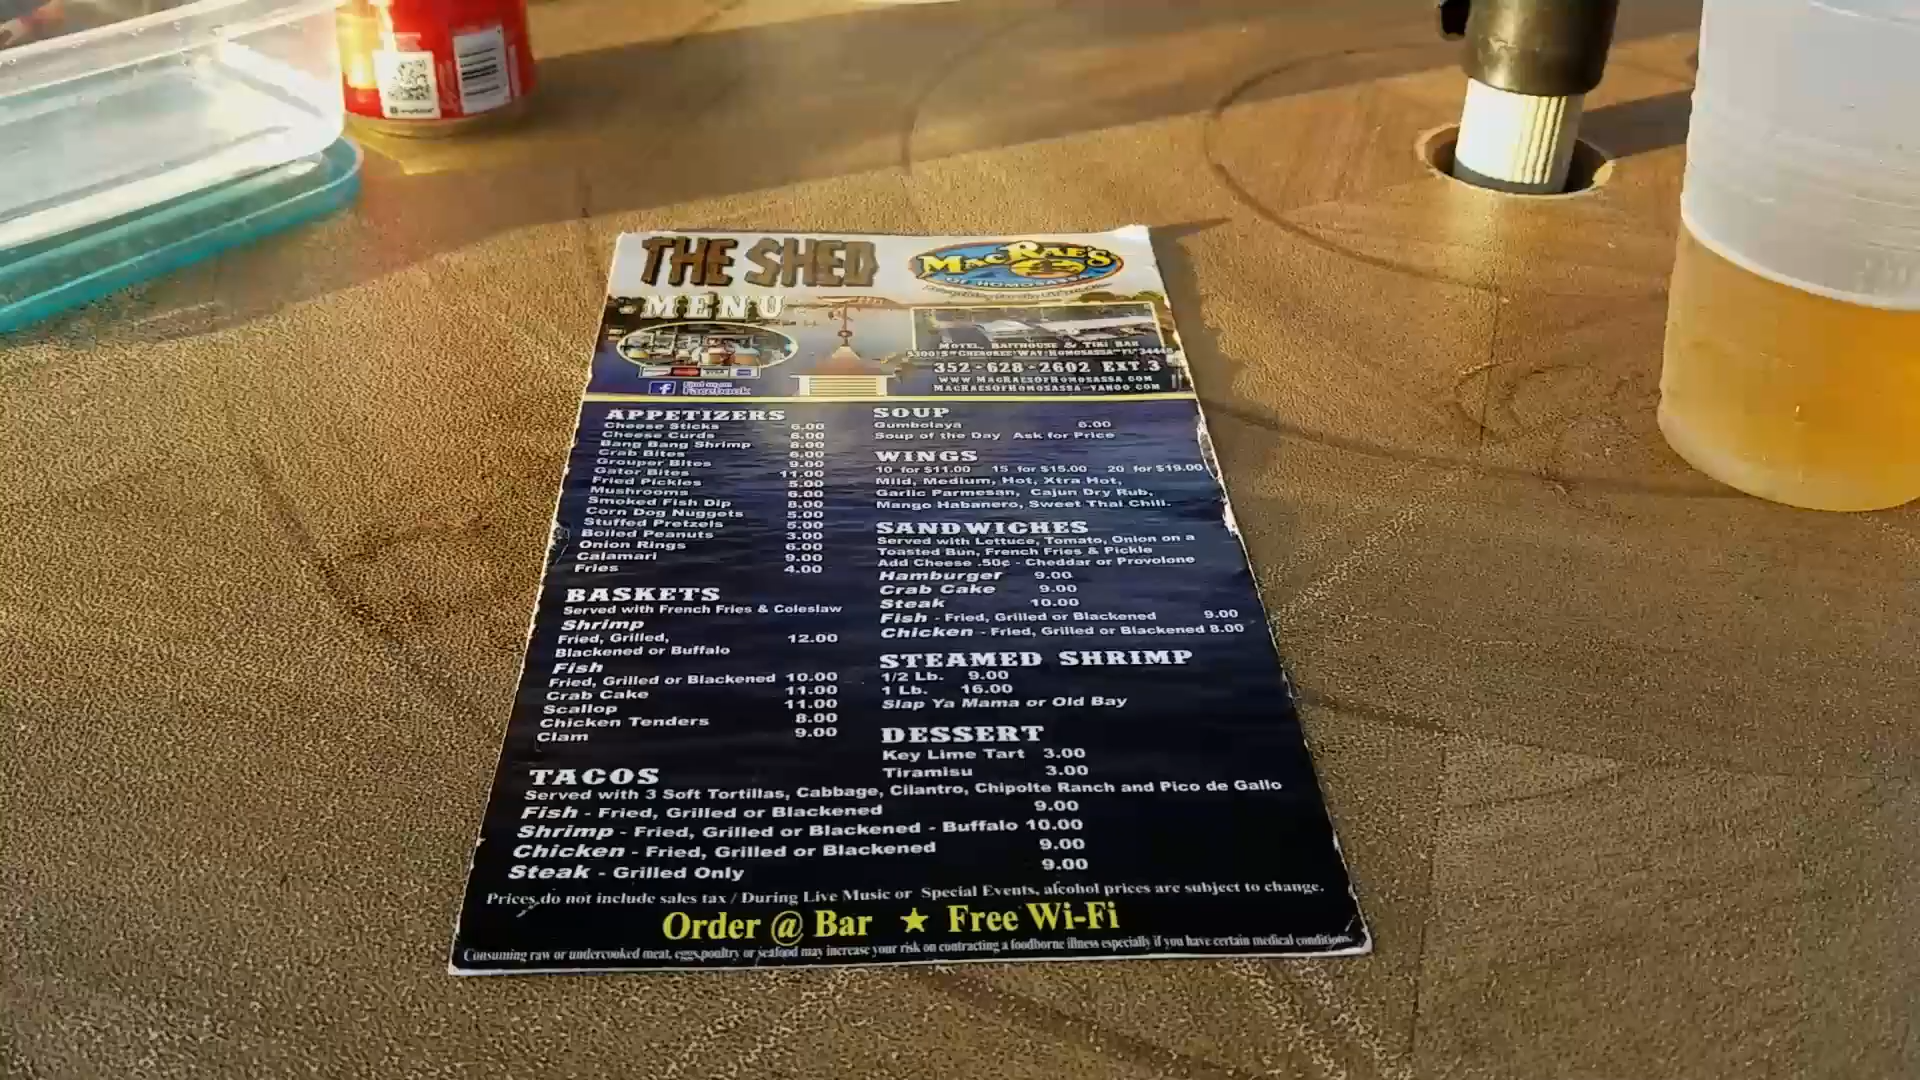 THE SHED
MENU
MACRAE'S
OF HOMOSASSA
MOTEL, BAITHOUSE & TIKI BAR
5300 S CHEROKEE WAY HOMOSASSA FL 34448
352-628-2602 EXT.3
WWW.MACRAESOFHOMOSASSA.COM
MACRAESOFHOMOSASSA-YAHOO.COM
Find us on
Facebook
APPETIZERS
Cheese Sticks 6.00
Cheese Curds 6.00
Bang Bang Shrimp 8.00
Crab Bites 6.00
Grouper Bites 9.00
Gator Bites 11.00
Fried Pickles 5.00
Mushrooms 6.00
Smoked Fish Dip 8.00
Corn Dog Nuggets 5.00
Stuffed Pretzels 5.00
Boiled Peanuts 3.00
Onion Rings 6.00
Calamari 9.00
Fries 4.00
BASKETS
Served with French Fries & Coleslaw
Shrimp
Fried, Grilled, 12.00
Blackened or Buffalo
Fish
Fried, Grilled or Blackened 10.00
Crab Cake 11.00
Scallop 11.00
Chicken Tenders 8.00
Clam 9.00
SOUP
Gumbolaya 6.00
Soup of the Day Ask for Price
WINGS
10 for $11.00 15 for $15.00 20 for $19.00
Mild, Medium, Hot, Xtra Hot,
Garlic Parmesan, Cajun Dry Rub,
Mango Habanero, Sweet Thai Chili.
SANDWICHES
Served with Lettuce, Tomato, Onion on a
Toasted Bun, French Fries & Pickle
Add Cheese .50¢ - Cheddar or Provolone
Hamburger 9.00
Crab Cake 9.00
Steak 10.00
Fish - Fried, Grilled or Blackened 9.00
Chicken - Fried, Grilled or Blackened 8.00
STEAMED SHRIMP
1/2 Lb. 9.00
1 Lb. 16.00
Slap Ya Mama or Old Bay
DESSERT
Key Lime Tart 3.00
Tiramisu 3.00
TACOS
Served with 3 Soft Tortillas, Cabbage, Cilantro, Chipolte Ranch and Pico de Gallo
Fish - Fried, Grilled or Blackened 9.00
Shrimp - Fried, Grilled or Blackened - Buffalo 10.00
Chicken - Fried, Grilled or Blackened 9.00
Steak - Grilled Only 9.00
Prices do not include sales tax / During Live Music or Special Events, alcohol prices are subject to change.
Order @ Bar ★ Free Wi-Fi
Consuming raw or undercooked meat, eggs,poultry or seafood may increase your risk on contracting a foodborne illness especially if you have certain medical conditions.